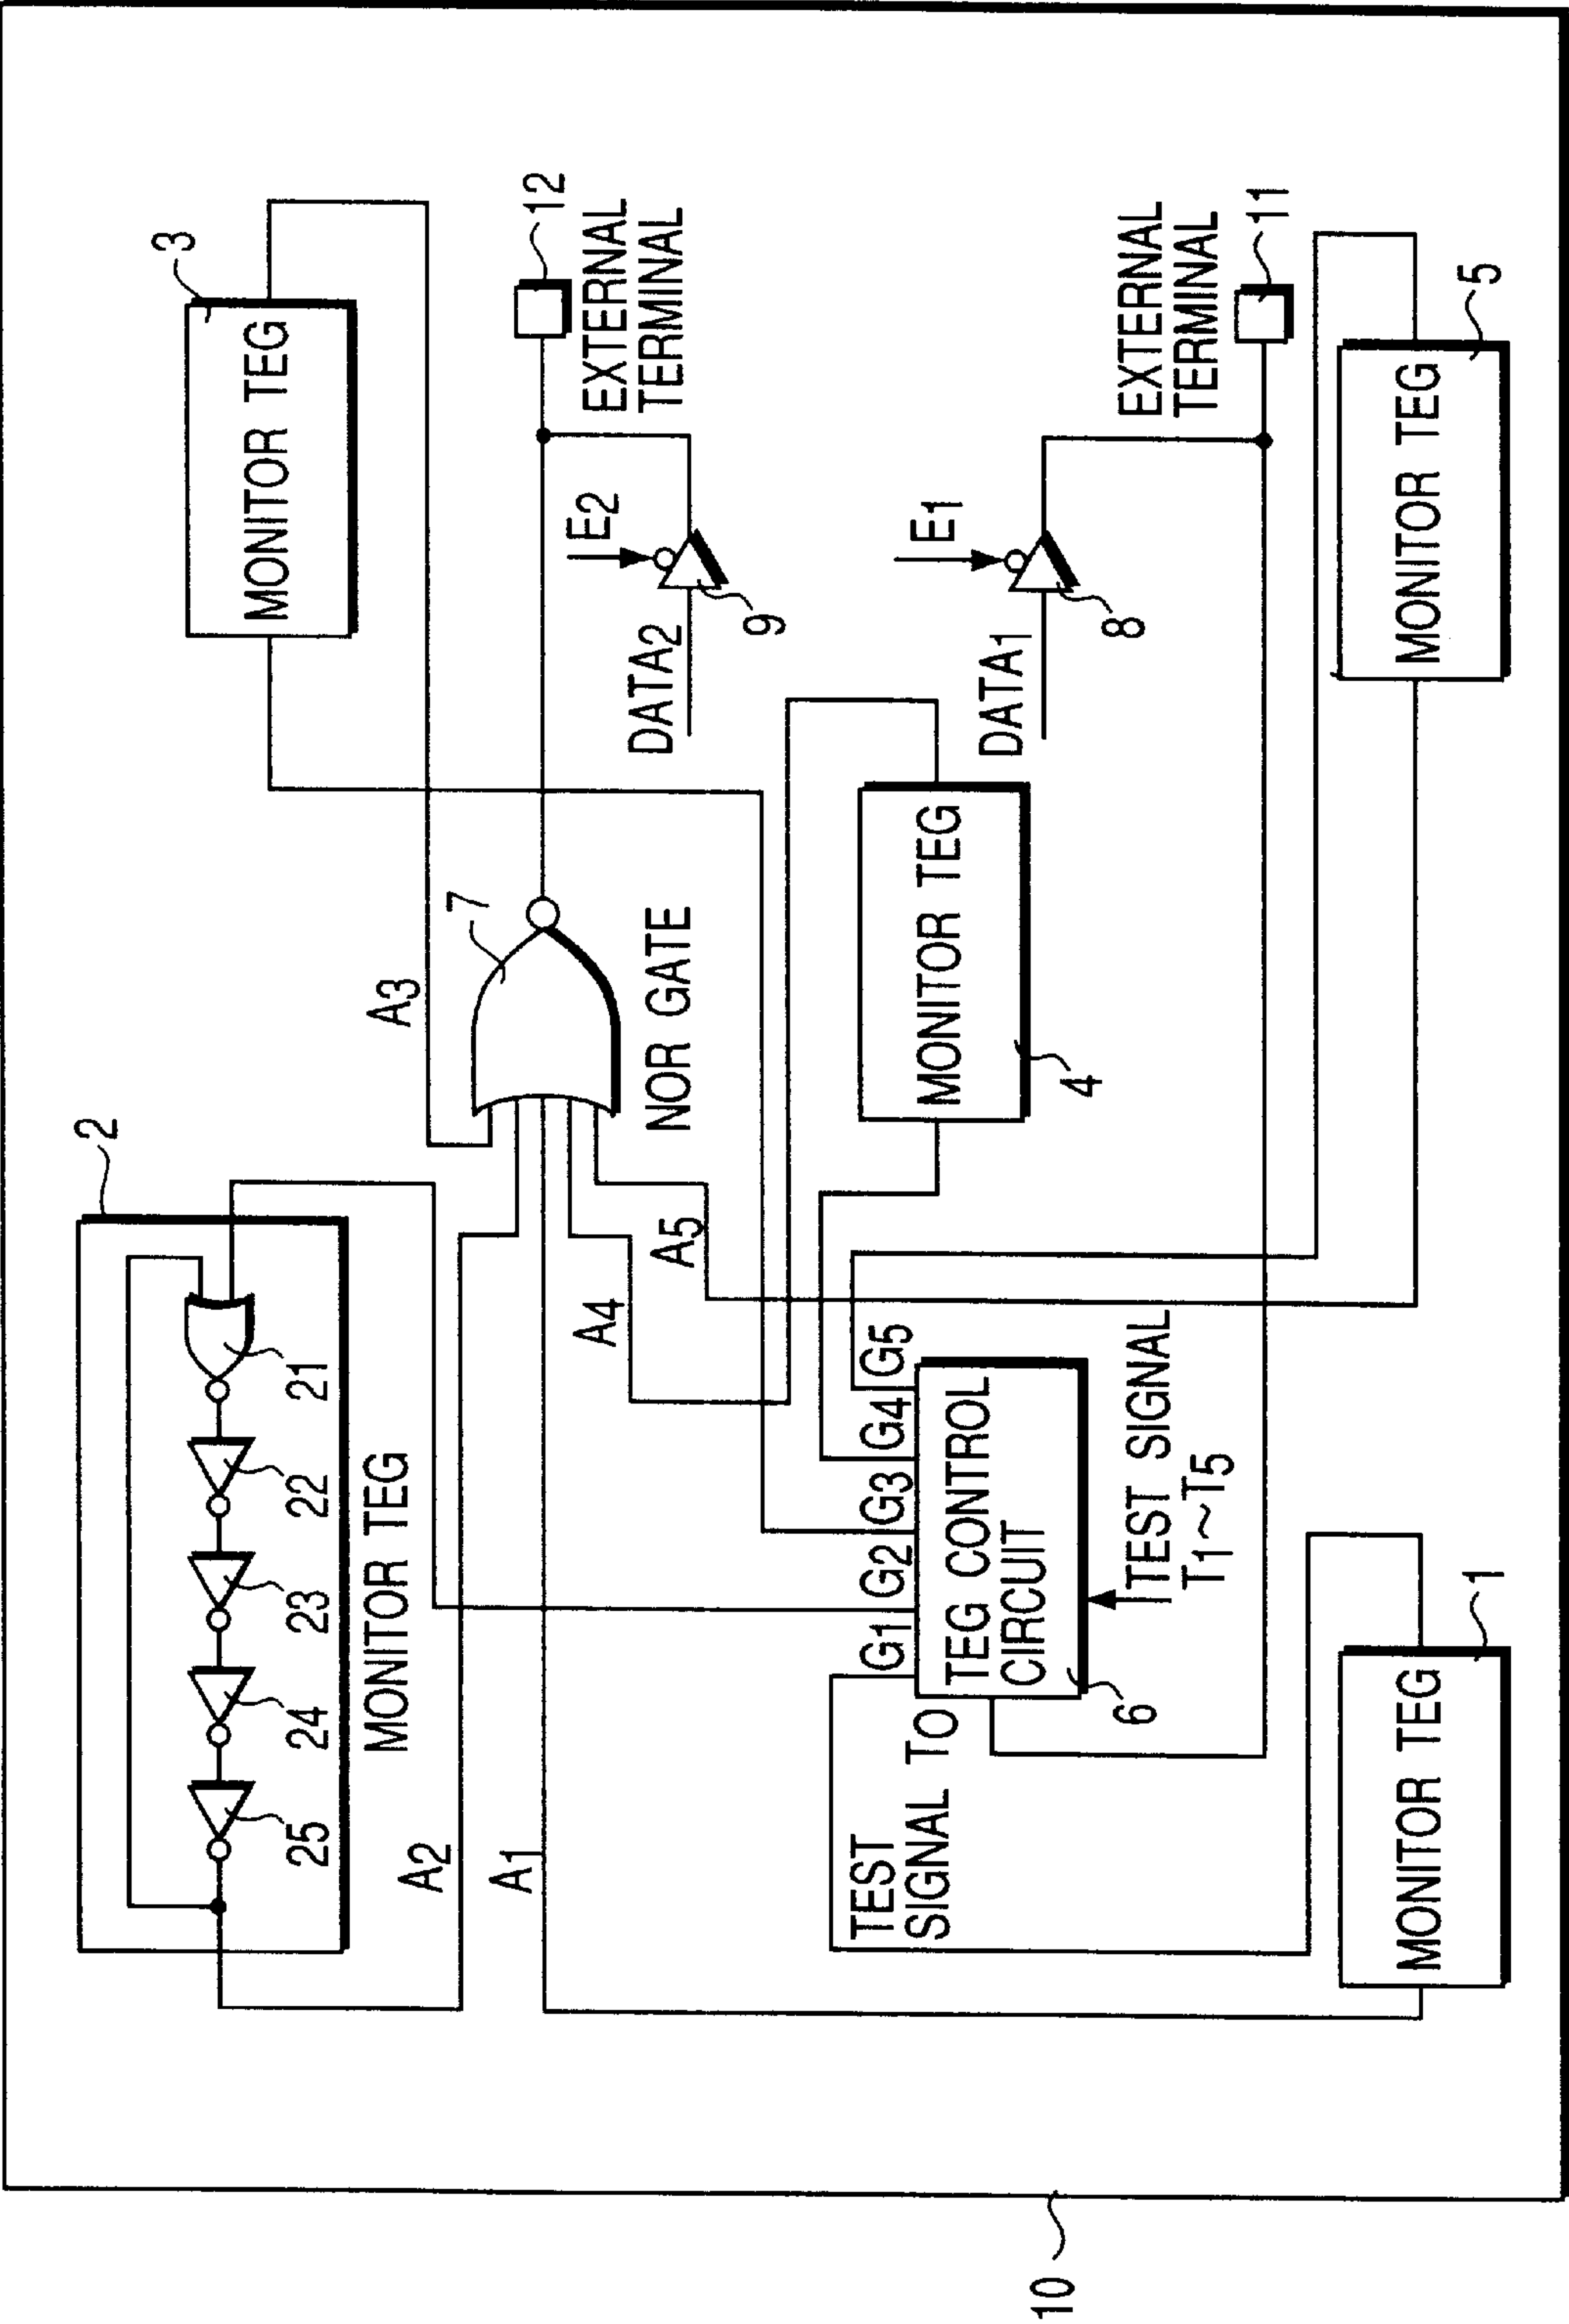 2
21
22
23
24
25
MONITOR TEG
3
MONITOR TEG
A3
A2
A1
7
NOR GATE
A4
A5
12
EXTERNAL
TERMINAL
E2
DATA2
9
EXTERNAL
TERMINAL
11
E1
DATA1
8
MONITOR TEG
4
G1 G2 G3 G4 G5
TEG CONTROL
CIRCUIT
6
TEST
SIGNAL TO
TEST SIGNAL
T1~T5
MONITOR TEG
1
MONITOR TEG
5
10